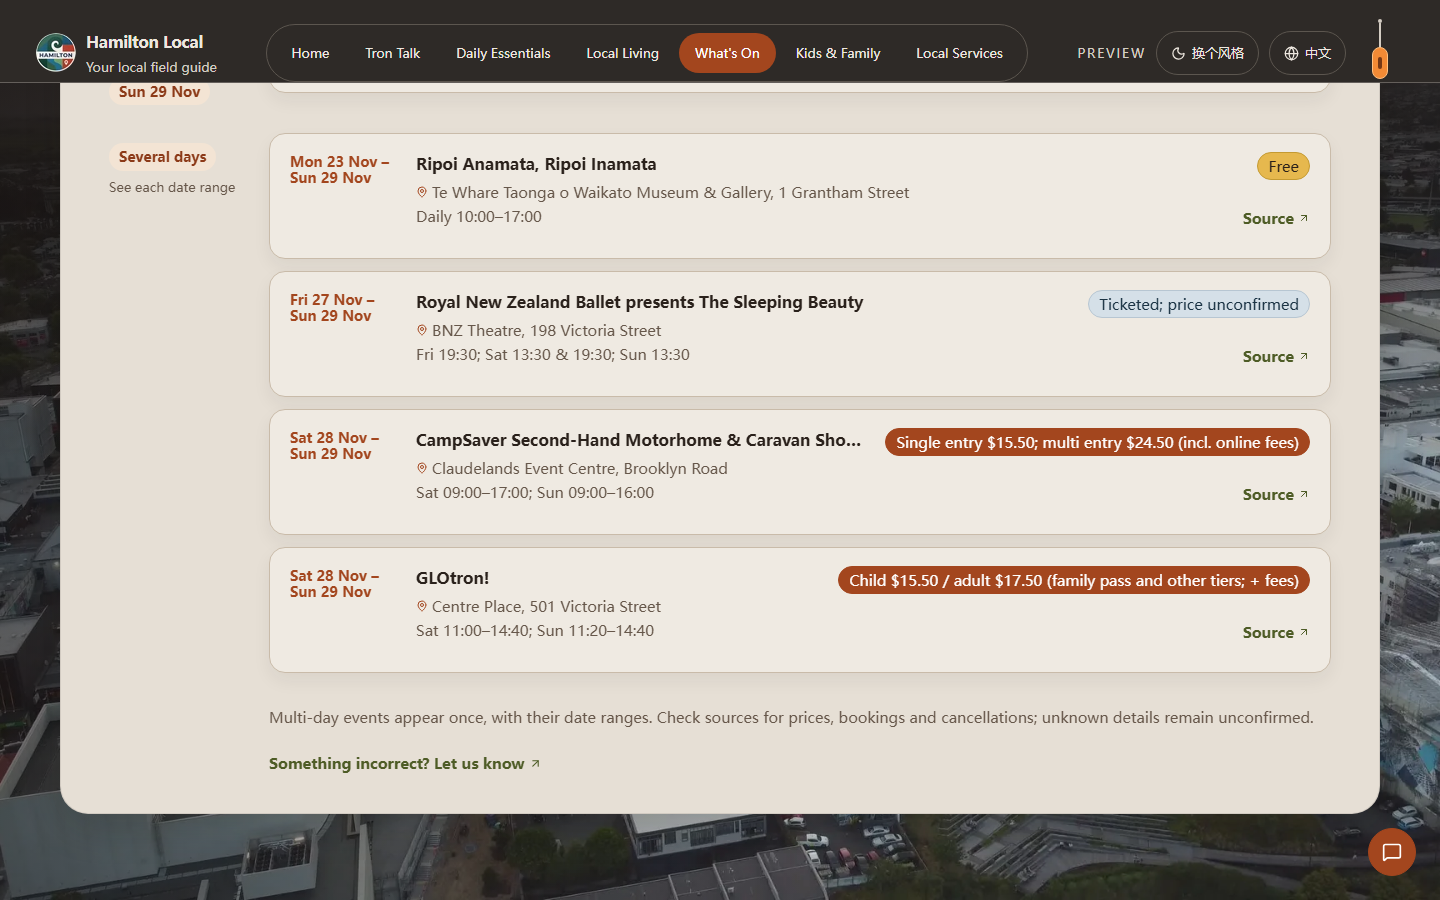 HAMILTON
Hamilton Local
Your local field guide
Home
Tron Talk
Daily Essentials
Local Living
What's On
Kids & Family
Local Services
PREVIEW
换个风格
中文
Sun 29 Nov
Several days
See each date range
Mon 23 Nov –
Sun 29 Nov
Ripoi Anamata, Ripoi Inamata
Te Whare Taonga o Waikato Museum & Gallery, 1 Grantham Street
Daily 10:00–17:00
Free
Source
Fri 27 Nov –
Sun 29 Nov
Royal New Zealand Ballet presents The Sleeping Beauty
BNZ Theatre, 198 Victoria Street
Fri 19:30; Sat 13:30 & 19:30; Sun 13:30
Ticketed; price unconfirmed
Source
Sat 28 Nov –
Sun 29 Nov
CampSaver Second-Hand Motorhome & Caravan Sho...
Claudelands Event Centre, Brooklyn Road
Sat 09:00–17:00; Sun 09:00–16:00
Single entry $15.50; multi entry $24.50 (incl. online fees)
Source
Sat 28 Nov –
Sun 29 Nov
GLOtron!
Centre Place, 501 Victoria Street
Sat 11:00–14:40; Sun 11:20–14:40
Child $15.50 / adult $17.50 (family pass and other tiers; + fees)
Source
Multi-day events appear once, with their date ranges. Check sources for prices, bookings and cancellations; unknown details remain unconfirmed.
Something incorrect? Let us know